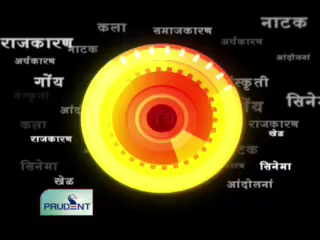 कला
समाजकारण
नाटक
राजकारण
नाटक
अर्थकारण
अर्थकारण
आंदोलनां
गोंय
संस्कृती
संस्कृती
सिनेमा
कला
राजकारण
राजकारण
खेळ
सिनेमा
सिनेमा
खेळ
आंदोलनां
PRUDENT